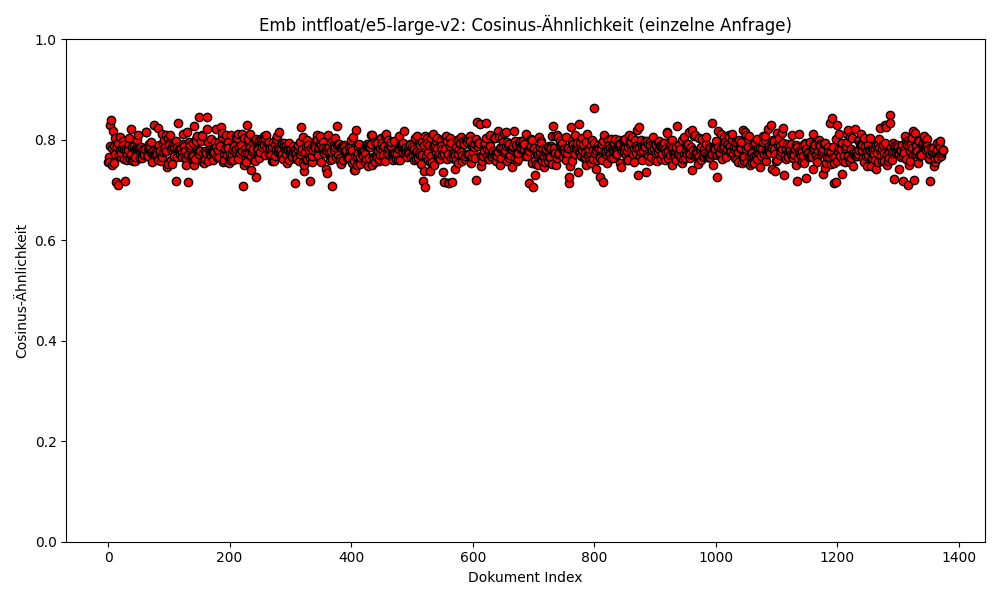 Emb intfloat/e5-large-v2: Cosinus-Ähnlichkeit (einzelne Anfrage)
1.0
0.8
0.6
0.4
0.2
0.0
Cosinus-Ähnlichkeit
0 200 400 600 800 1000 1200 1400
Dokument Index